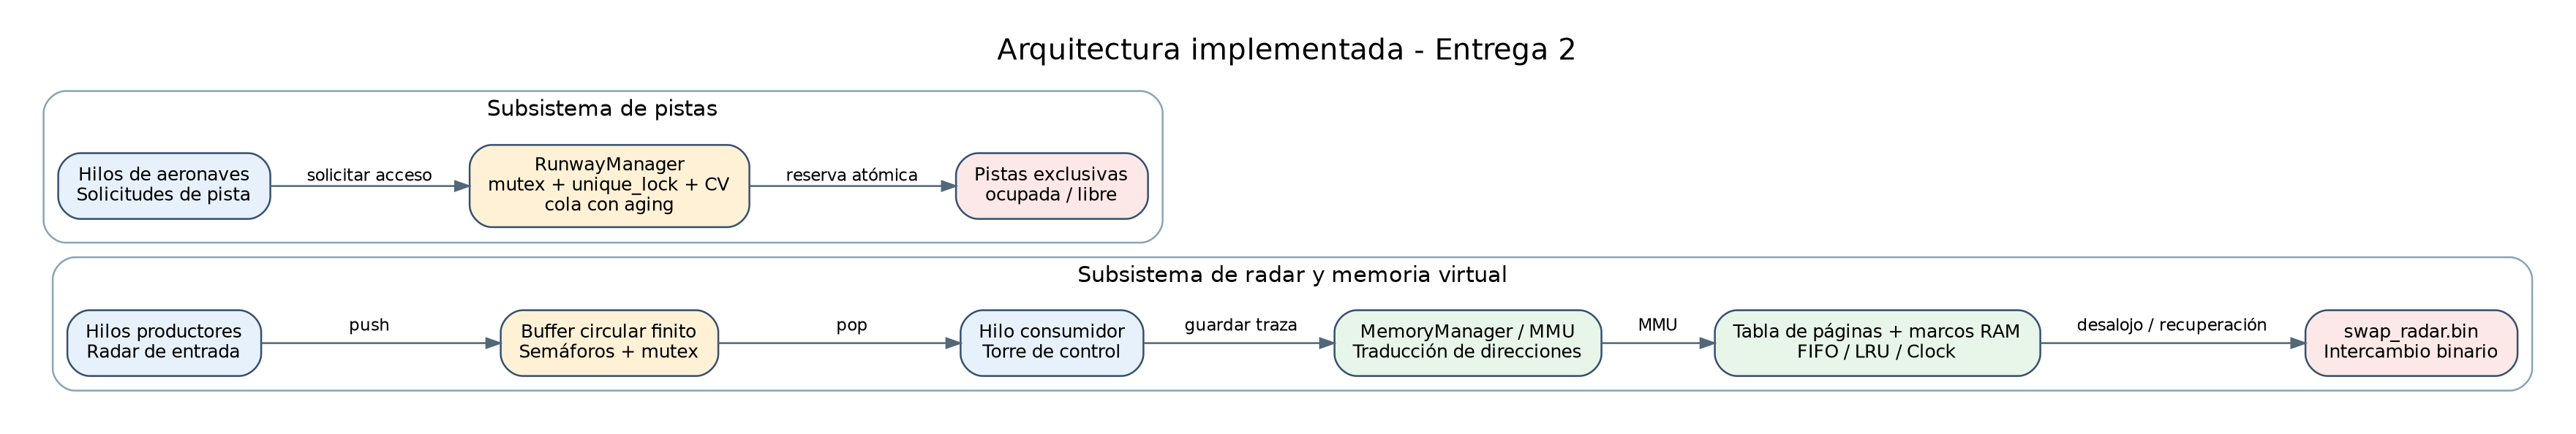 Arquitectura implementada - Entrega 2
Subsistema de pistas
Hilos de aeronaves
Solicitudes de pista
solicitar acceso
RunwayManager
mutex + unique_lock + CV
cola con aging
reserva atómica
Pistas exclusivas
ocupada / libre
Subsistema de radar y memoria virtual
Hilos productores
Radar de entrada
push
Buffer circular finito
Semáforos + mutex
pop
Hilo consumidor
Torre de control
guardar traza
MemoryManager / MMU
Traducción de direcciones
MMU
Tabla de páginas + marcos RAM
FIFO / LRU / Clock
desalojo / recuperación
swap_radar.bin
Intercambio binario